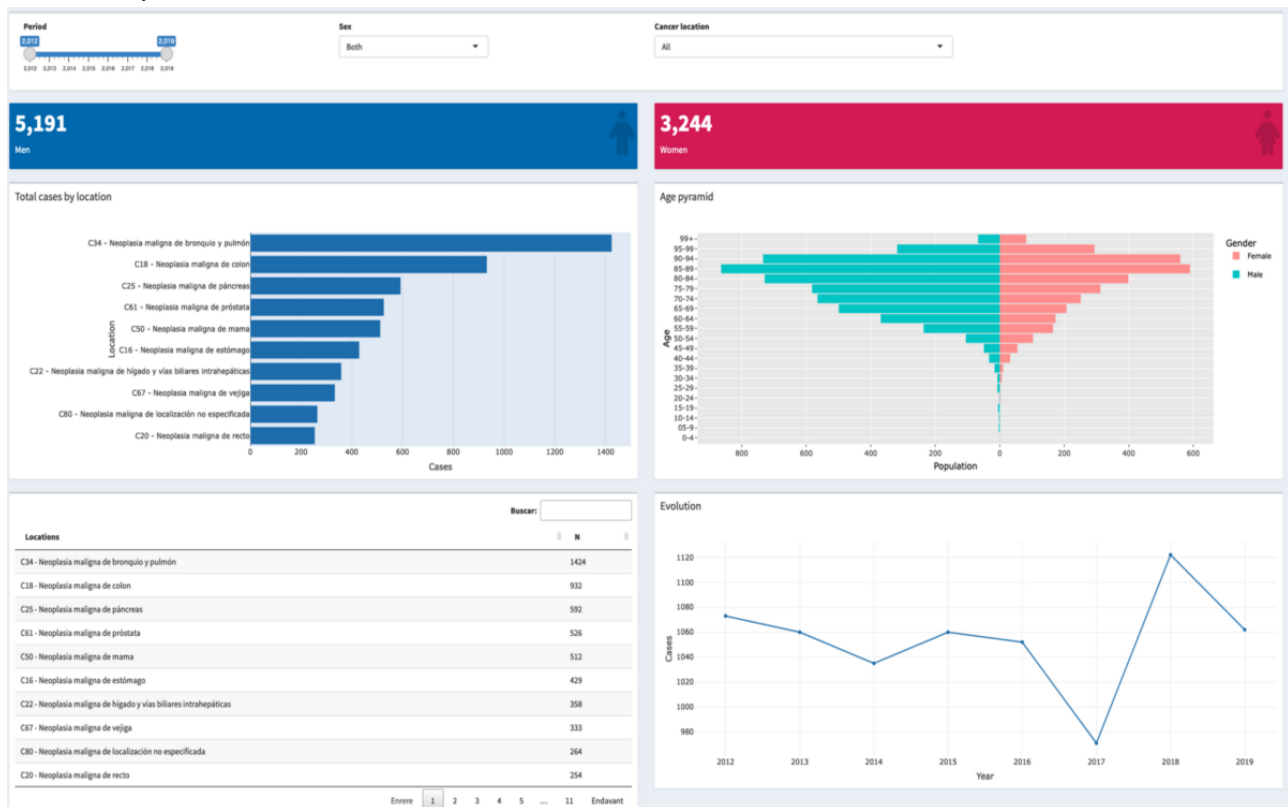 Period
Sex
Cancer location
2,012 2,019
Both
All
2,012 2,013 2,014 2,015 2,016 2,017 2,018 2,019
5,191
Men
3,244
Women
Total cases by location
C34 - Neoplasia maligna de bronquio y pulmón
C18 - Neoplasia maligna de colon
C25 - Neoplasia maligna de páncreas
C61 - Neoplasia maligna de próstata
C50 - Neoplasia maligna de mama
C16 - Neoplasia maligna de estómago
C22 - Neoplasia maligna de hígado y vías biliares intrahepáticas
C67 - Neoplasia maligna de vejiga
C80 - Neoplasia maligna de localización no especificada
C20 - Neoplasia maligna de recto
Location
0 200 400 600 800 1000 1200 1400
Cases
Age pyramid
99+
95-99
90-94
85-89
80-84
75-79
70-74
65-69
60-64
55-59
50-54
45-49
40-44
35-39
30-34
25-29
20-24
15-19
10-14
05-9
0-4
Age
800 600 400 200 0 200 400 600
Population
Gender
Female
Male
Buscar:
Locations N
C34 - Neoplasia maligna de bronquio y pulmón 1424
C18 - Neoplasia maligna de colon 932
C25 - Neoplasia maligna de páncreas 592
C61 - Neoplasia maligna de próstata 526
C50 - Neoplasia maligna de mama 512
C16 - Neoplasia maligna de estómago 429
C22 - Neoplasia maligna de hígado y vías biliares intrahepáticas 358
C67 - Neoplasia maligna de vejiga 333
C80 - Neoplasia maligna de localización no especificada 264
C20 - Neoplasia maligna de recto 254
Enrere 1 2 3 4 5 ... 11 Endavant
Evolution
1120
1100
1080
1060
1040
1020
1000
980
Cases
2012 2013 2014 2015 2016 2017 2018 2019
Year